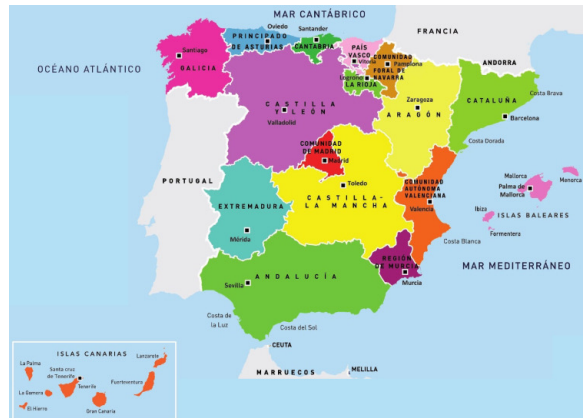 MAR CANTÁBRICO
FRANCIA
OCÉANO ATLÁNTICO
Oviedo
PRINCIPADO
DE ASTURIAS
Santander
CANTABRIA
PAÍS
VASCO
Vitoria
COMUNIDAD
FORAL DE
NAVARRA
Pamplona
ANDORRA
Santiago
GALICIA
Logroño
LA RIOJA
CASTILLA
Y LEÓN
Valladolid
Zaragoza
ARAGÓN
CATALUÑA
Costa Brava
Barcelona
Costa Dorada
COMUNIDAD
DE MADRID
Madrid
PORTUGAL
Toledo
CASTILLA-
LA MANCHA
EXTREMADURA
Mérida
COMUNIDAD
AUTÓNOMA
VALENCIANA
Valencia
Mallorca
Menorca
Palma de
Mallorca
Ibiza
ISLAS BALEARES
Formentera
Costa Blanca
REGIÓN
DE MURCIA
Murcia
MAR MEDITERRÁNEO
ANDALUCÍA
Sevilla
Costa de
la Luz
Costa del Sol
CEUTA
MARRUECOS
MELILLA
ISLAS CANARIAS
La Palma
Santa cruz
de Tenerife
Tenerife
Lanzarote
La Gomera
Fuerteventura
El Hierro
Gran Canaria